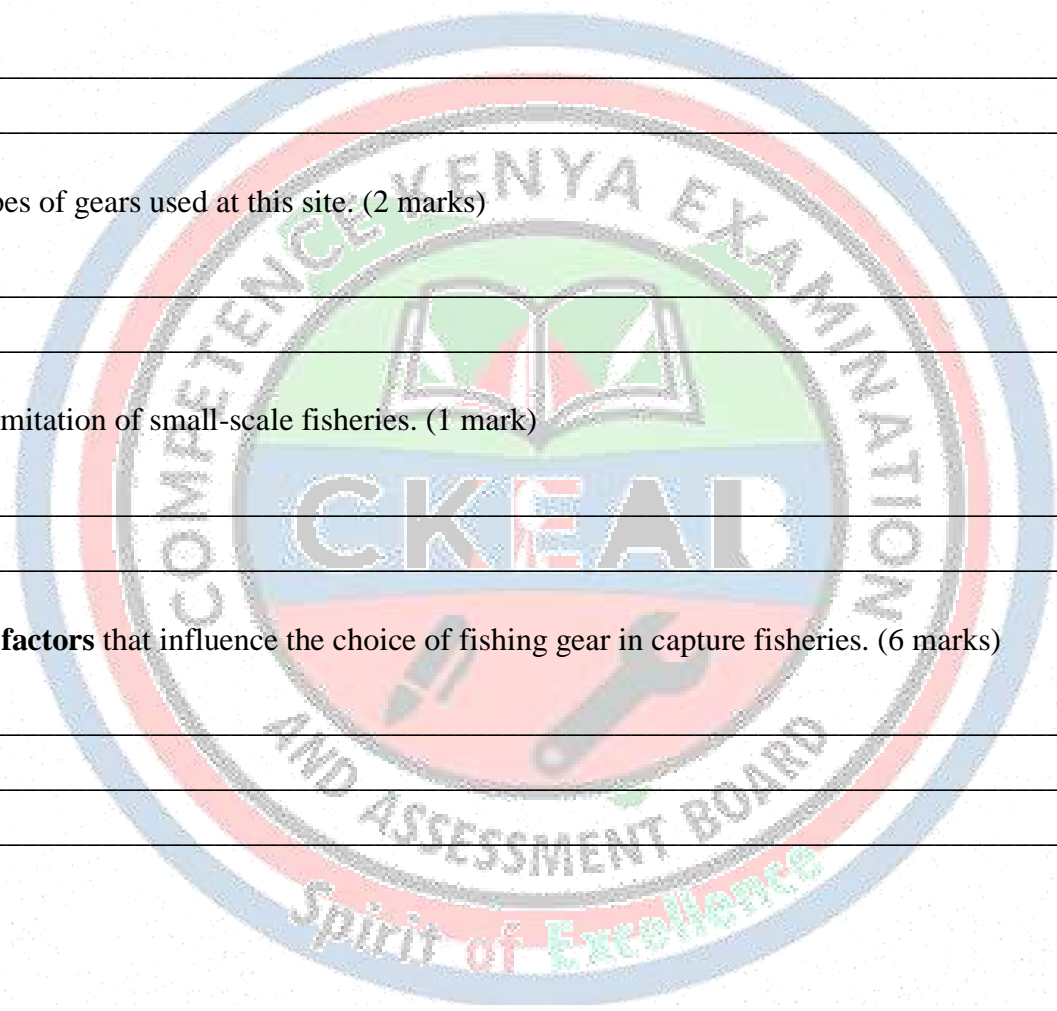 pes of gears used at this site. (2 marks)
mitation of small-scale fisheries. (1 mark)
factors that influence the choice of fishing gear in capture fisheries. (6 marks)
COMPETENCE KENYA EXAMINATION
AND ASSESSMENT BOARD
CKEAB
Spirit of Excellence